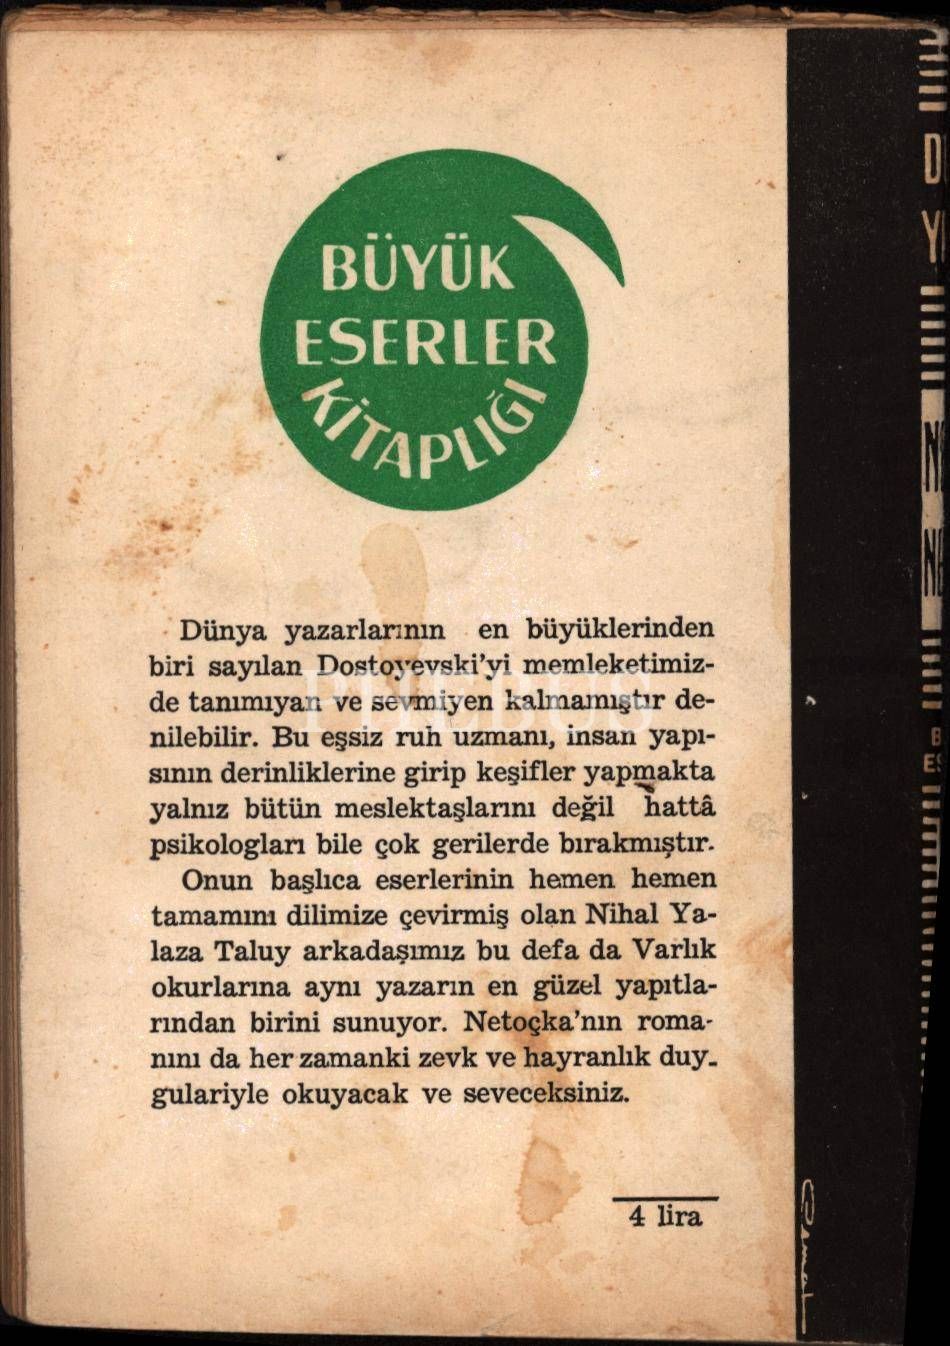 BÜYÜK
ESERLER
KİTAPLIĞI
Dünya yazarlarının en büyüklerinden
biri sayılan Dostoyevski'yi memleketimiz-
de tanımıyan ve sevmiyen kalmamıştır de-
nilebilir. Bu eşsiz ruh uzmanı, insan yapı-
sının derinliklerine girip keşifler yapmakta
yalnız bütün meslektaşlarını değil hattâ
psikologları bile çok gerilerde bırakmıştır.
Onun başlıca eserlerinin hemen hemen
tamamını dilimize çevirmiş olan Nihal Ya-
laza Taluy arkadaşımız bu defa da Varlık
okurlarına aynı yazarın en güzel yapıtla-
rından birini sunuyor. Netoçka'nın roma-
nını da her zamanki zevk ve hayranlık duy-
gulariyle okuyacak ve seveceksiniz.
4 lira